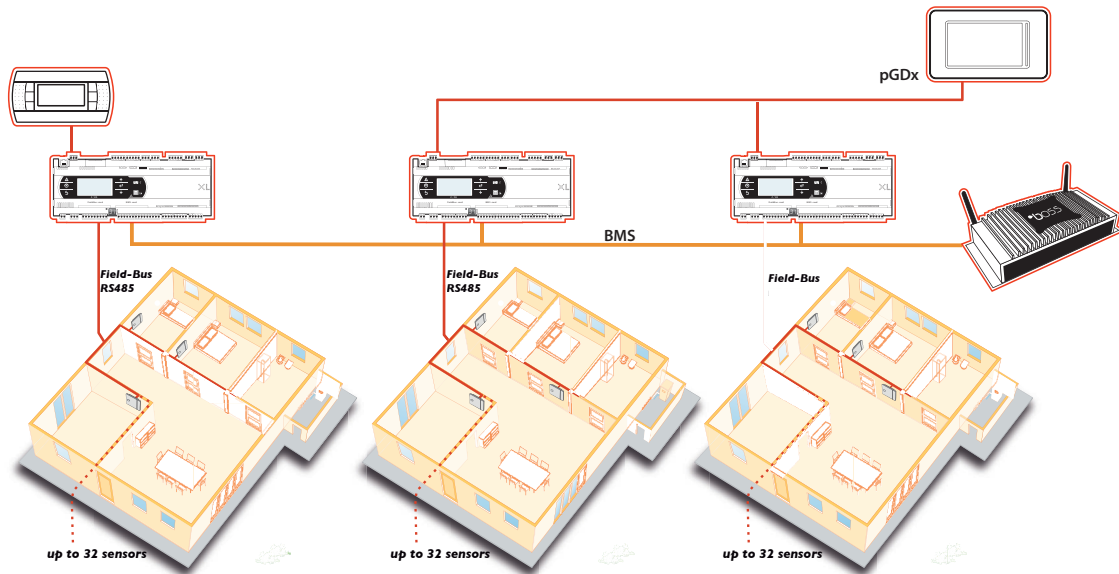 pGDx
XL
XL
XL
boss
BMS
Field-Bus
RS485
Field-Bus
RS485
Field-Bus
up to 32 sensors
up to 32 sensors
up to 32 sensors